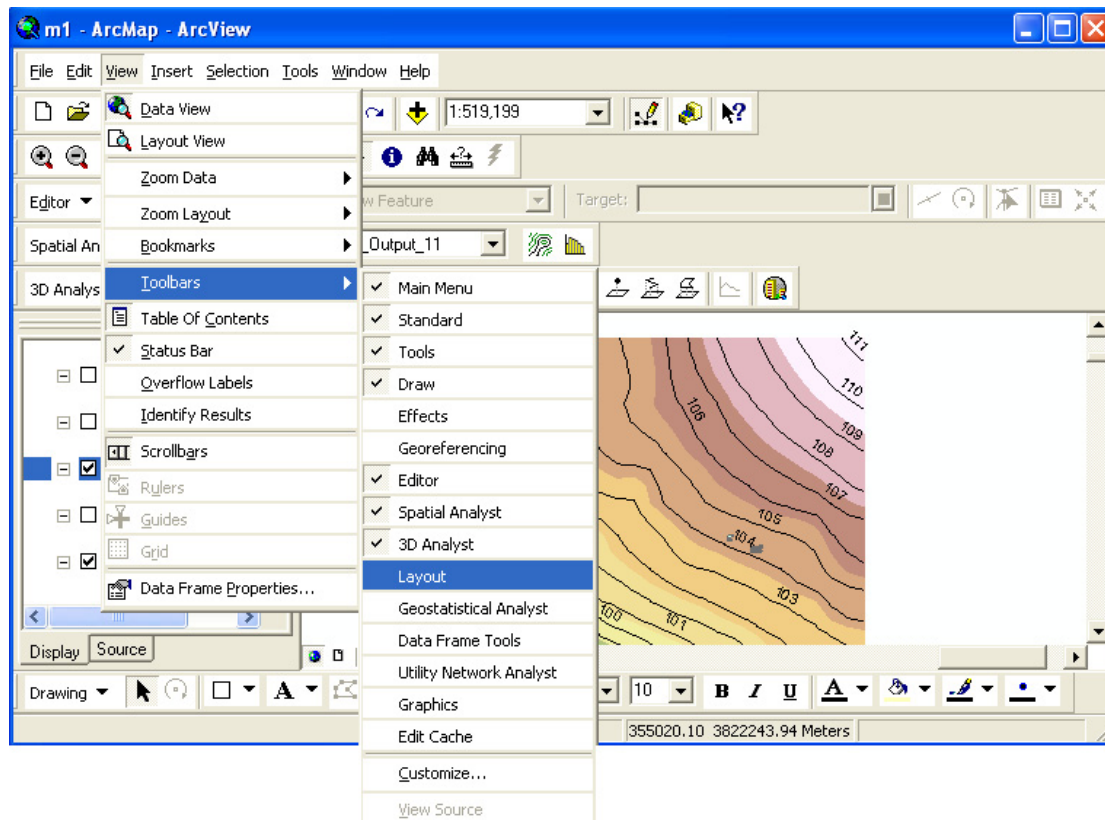 m1 - ArcMap - ArcView
File Edit View Insert Selection Tools Window Help
1:519,199
Editor
w Feature
Target:
Spatial An
_Output_11
3D Analys
Data View
Layout View
Zoom Data
Zoom Layout
Bookmarks
Toolbars
Table Of Contents
Status Bar
Overflow Labels
Identify Results
Scrollbars
Rulers
Guides
Grid
Data Frame Properties...
Main Menu
Standard
Tools
Draw
Effects
Georeferencing
Editor
Spatial Analyst
3D Analyst
Layout
Geostatistical Analyst
Data Frame Tools
Utility Network Analyst
Graphics
Edit Cache
Customize...
View Source
111
110
109
108
107
106
105
104
103
101
100
Display Source
Drawing
A
10
B I U A
355020.10 3822243.94 Meters